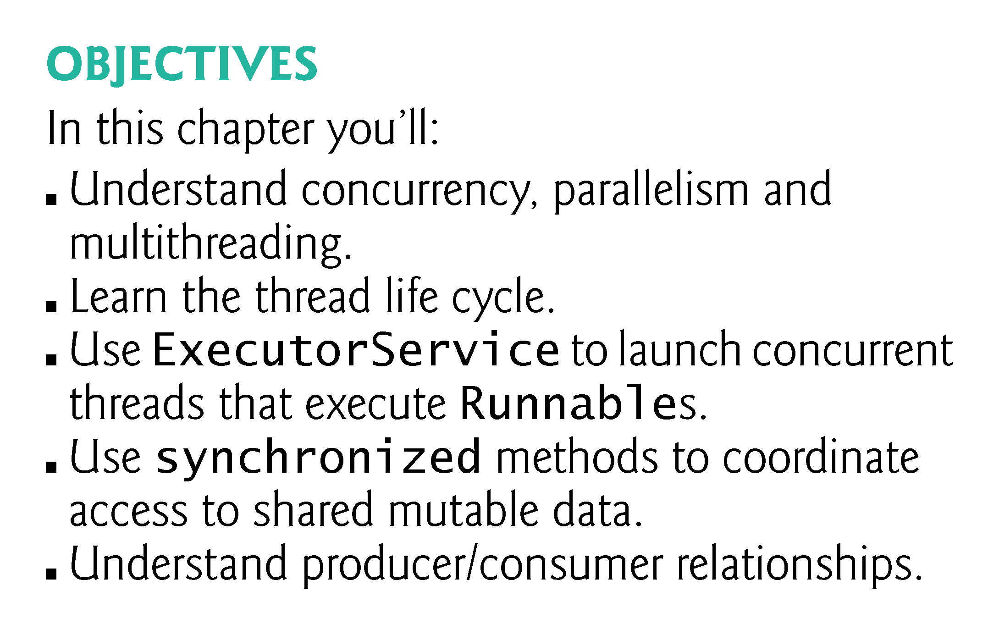 OBJECTIVES
In this chapter you’ll:
▪ Understand concurrency, parallelism and
multithreading.
▪ Learn the thread life cycle.
▪ Use ExecutorService to launch concurrent
threads that execute Runnables.
▪ Use synchronized methods to coordinate
access to shared mutable data.
▪ Understand producer/consumer relationships.